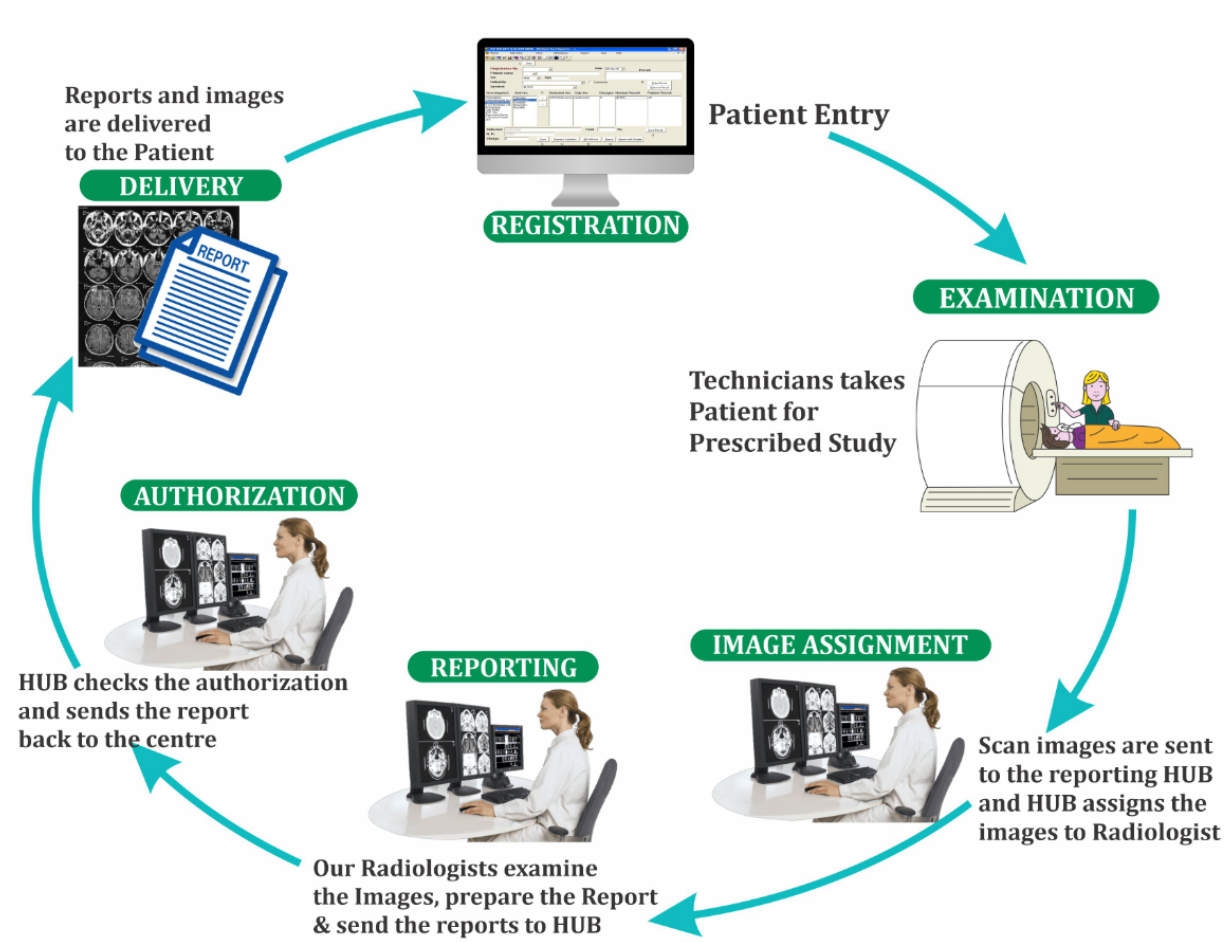 Reports and images
are delivered
to the Patient
DELIVERY
REPORT
Patient Entry
REGISTRATION
EXAMINATION
Technicians takes
Patient for
Prescribed Study
IMAGE ASSIGNMENT
Scan images are sent
to the reporting HUB
and HUB assigns the
images to Radiologist
REPORTING
Our Radiologists examine
the Images, prepare the Report
& send the reports to HUB
AUTHORIZATION
HUB checks the authorization
and sends the report
back to the centre